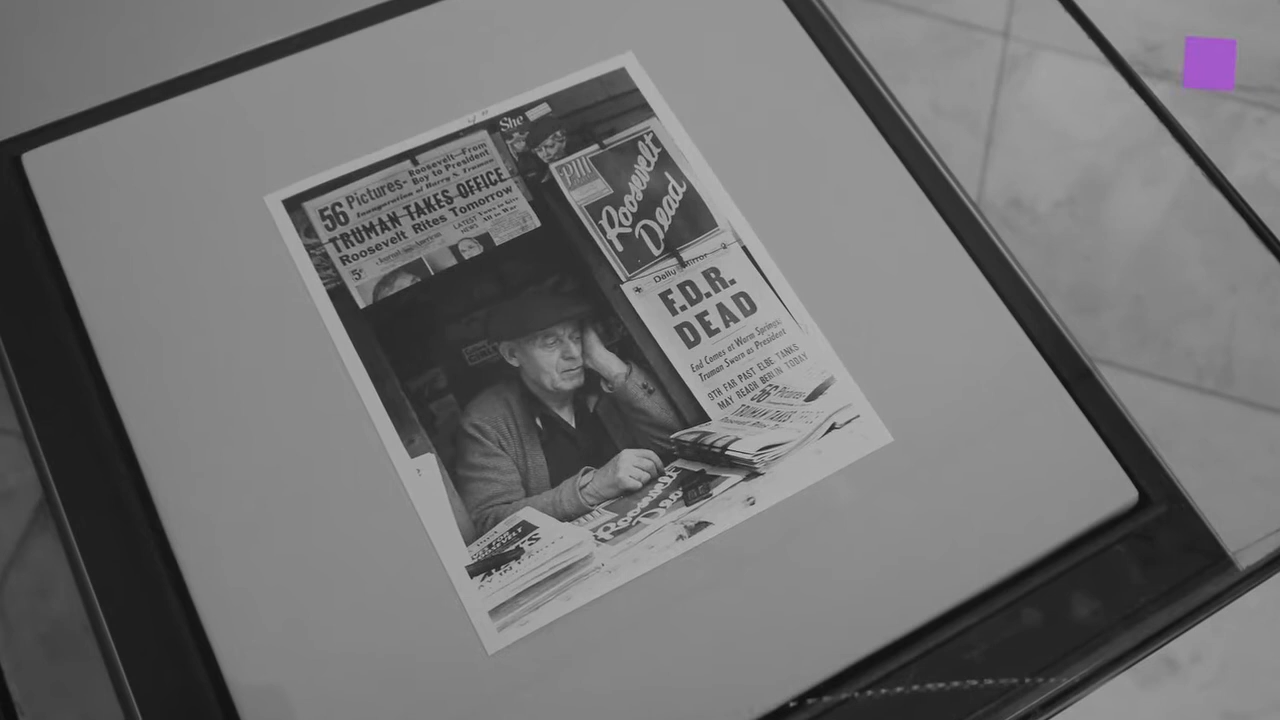 She
56 Pictures-
Roosevelt-From
Boy to President
Inauguration of Harry S. Truman
TRUMAN TAKES OFFICE
Roosevelt Rites Tomorrow
Journal American
LATEST
NEWS
5¢
PM
Roosevelt
Dead
Daily Mirror
F.D.R.
DEAD
End Comes at Warm Springs;
Truman Sworn as President
9TH FAR PAST ELBE TANKS
MAY REACH BERLIN TODAY
56 Pictures
TRUMAN TAKES
Roosevelt
Dead